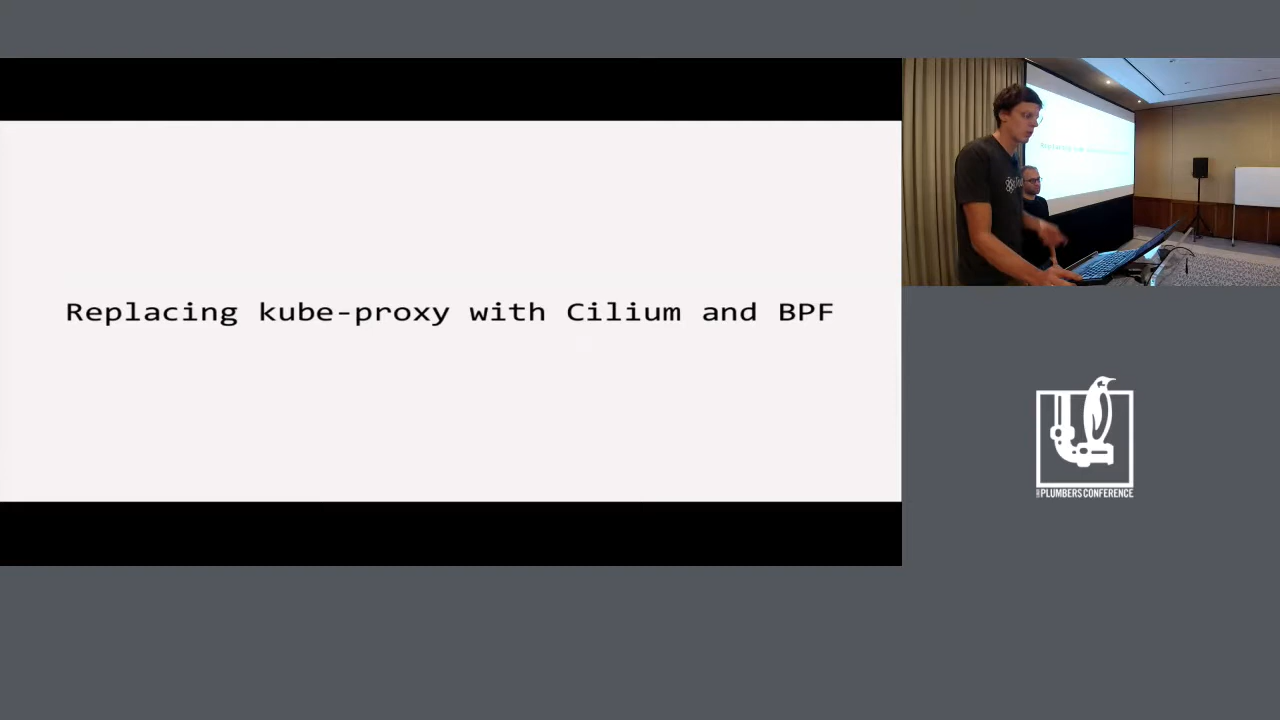 Replacing kube-proxy with Cilium and BPF
PLUMBERS CONFERENCE